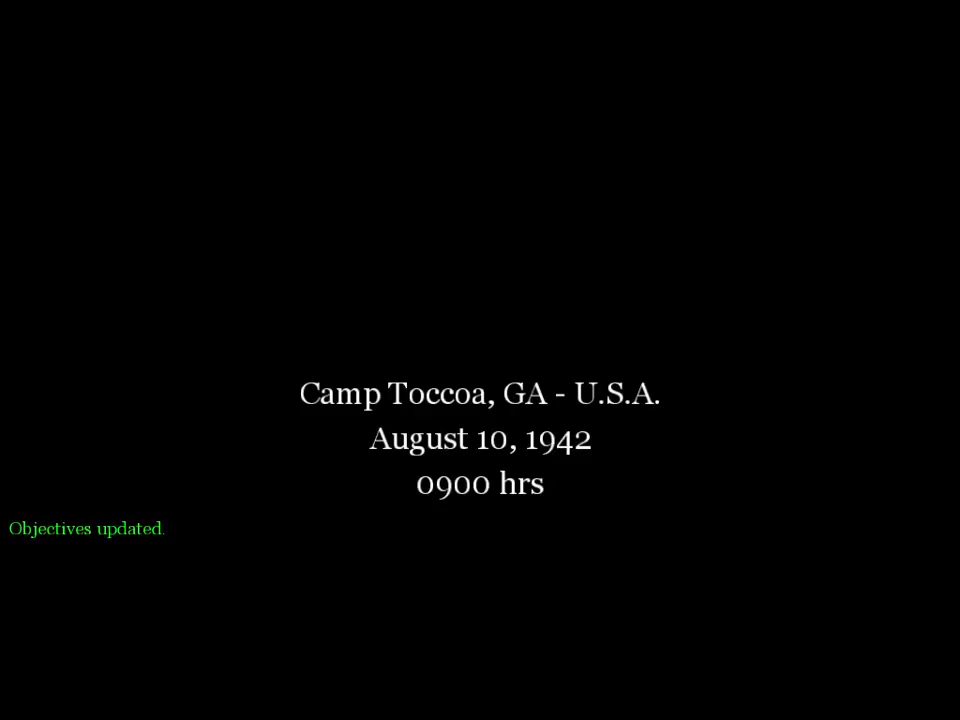 Camp Toccoa, GA - U.S.A.
August 10, 1942
0900 hrs
Objectives updated.